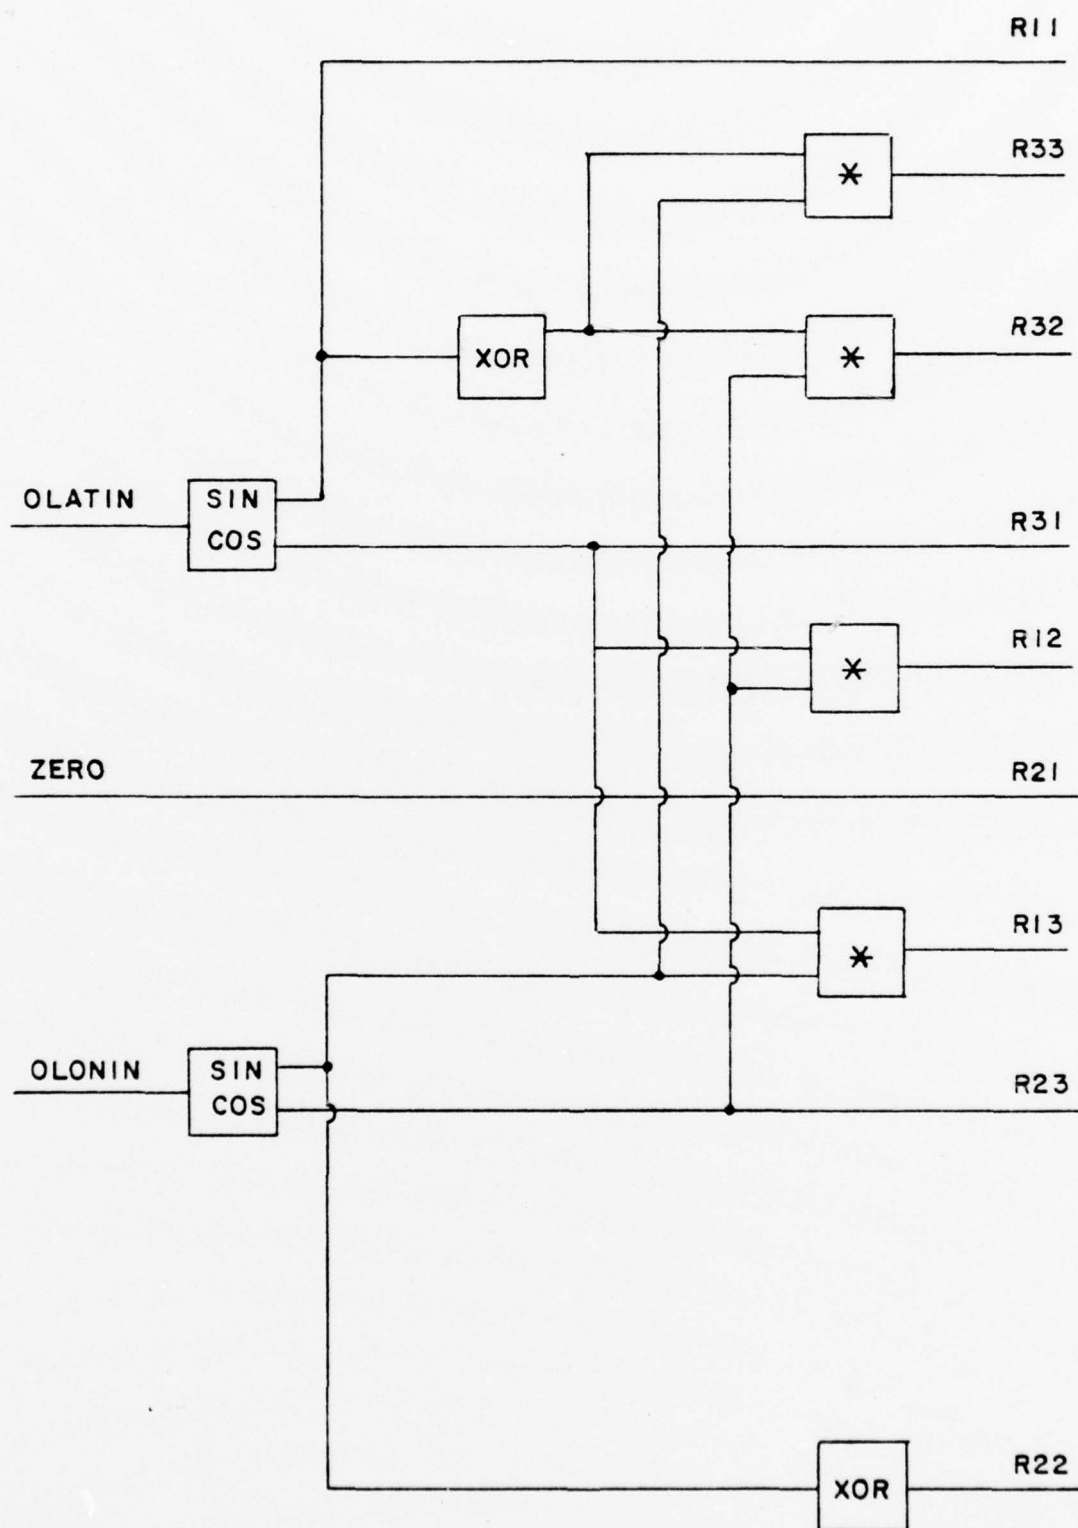 R11
R33
*
XOR
*
R32
OLATIN
SIN
COS
R31
R12
*
ZERO
R21
R13
*
OLONIN
SIN
COS
R23
XOR
R22